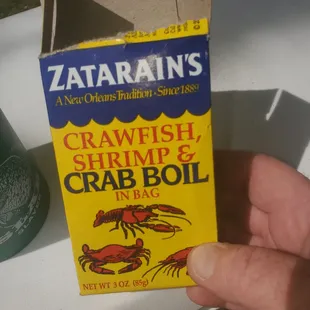 ZATARAIN'S
A New Orleans Tradition - Since 1889
CRAWFISH,
SHRIMP &
CRAB BOIL
IN BAG
NET WT 3 OZ (85g)